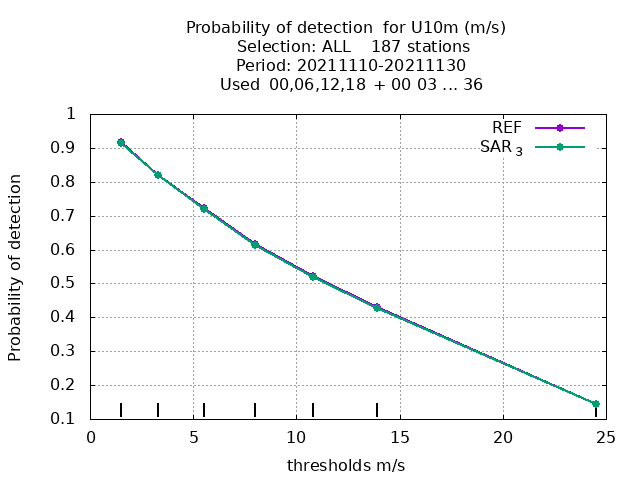 Probability of detection  for U10m (m/s)
Selection: ALL    187 stations
Period: 20211110-20211130
Used  00,06,12,18  + 00 03 ... 36
REF
SAR 3
1
0.9
0.8
0.7
0.6
0.5
0.4
0.3
0.2
0.1
Probability of detection
0 5 10 15 20 25
thresholds m/s